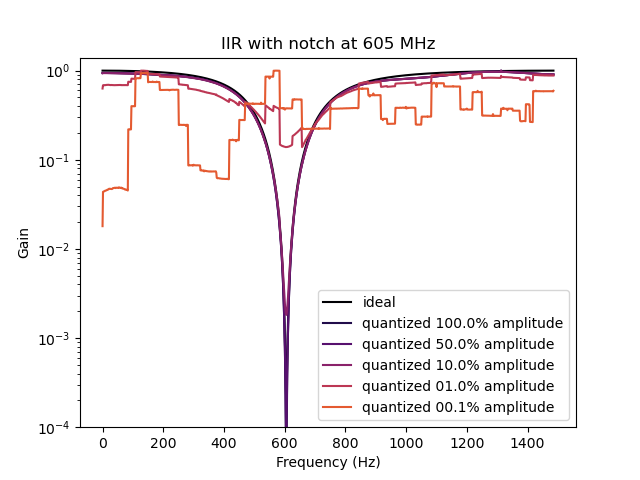 IIR with notch at 605 MHz
Gain
10^0
10^-1
10^-2
10^-3
10^-4
0 200 400 600 800 1000 1200 1400
Frequency (Hz)
ideal
quantized 100.0% amplitude
quantized 50.0% amplitude
quantized 10.0% amplitude
quantized 01.0% amplitude
quantized 00.1% amplitude